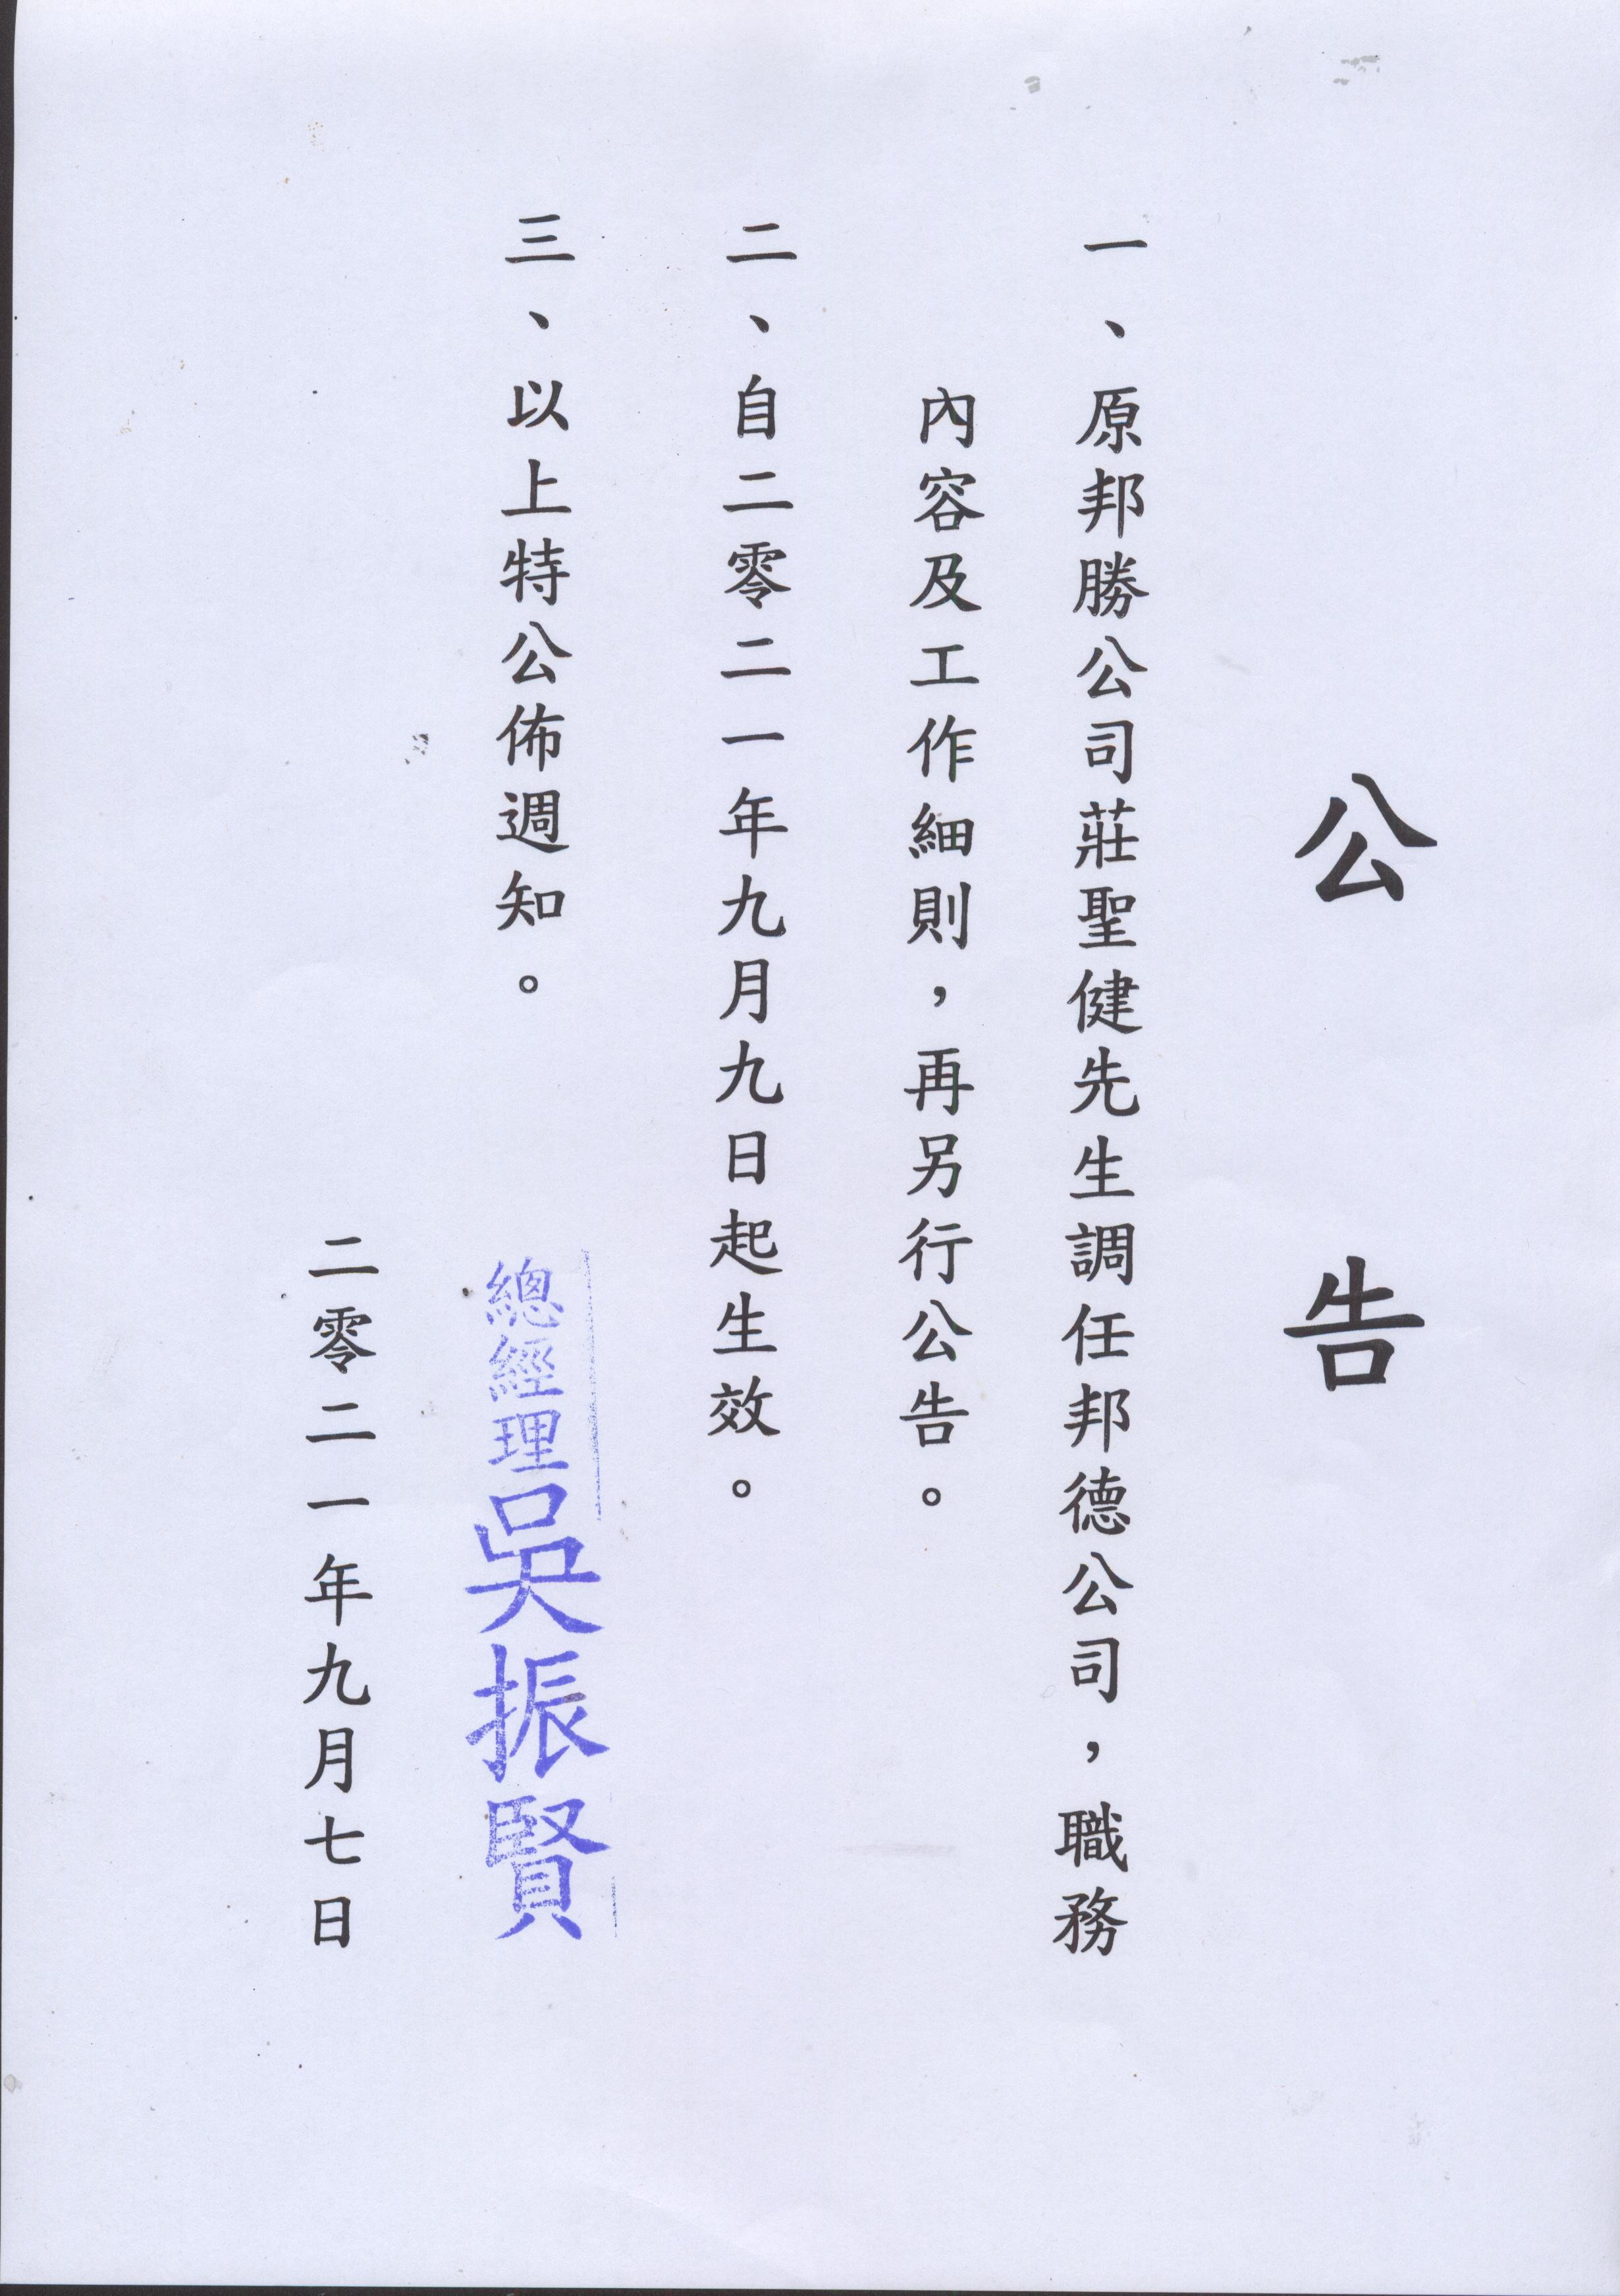 公告
一、原邦勝公司莊聖健先生調任邦德公司，職務
內容及工作細則，再另行公告。
二、自二零二一年九月九日起生效。
三、以上特公佈週知。
總經理吳振賢
二零二一年九月七日